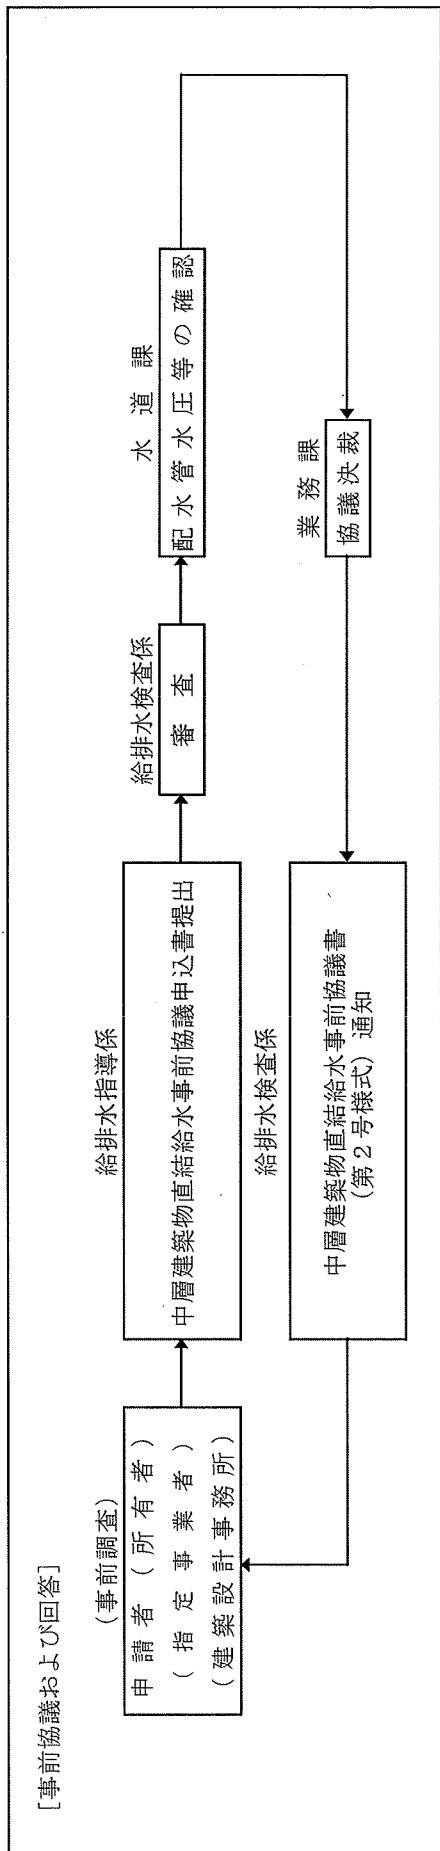 [事前協議および回答]
(事前調査)
申請者（所有者）
（指定事業者）
（建築設計事務所）
給排水指導係
中層建築物直結給水事前協議申込書提出
給排水検査係
審査
水道課
配水管水圧等の確認
業務課
協議決裁
給排水検査係
中層建築物直結給水事前協議書
(第２号様式) 通知